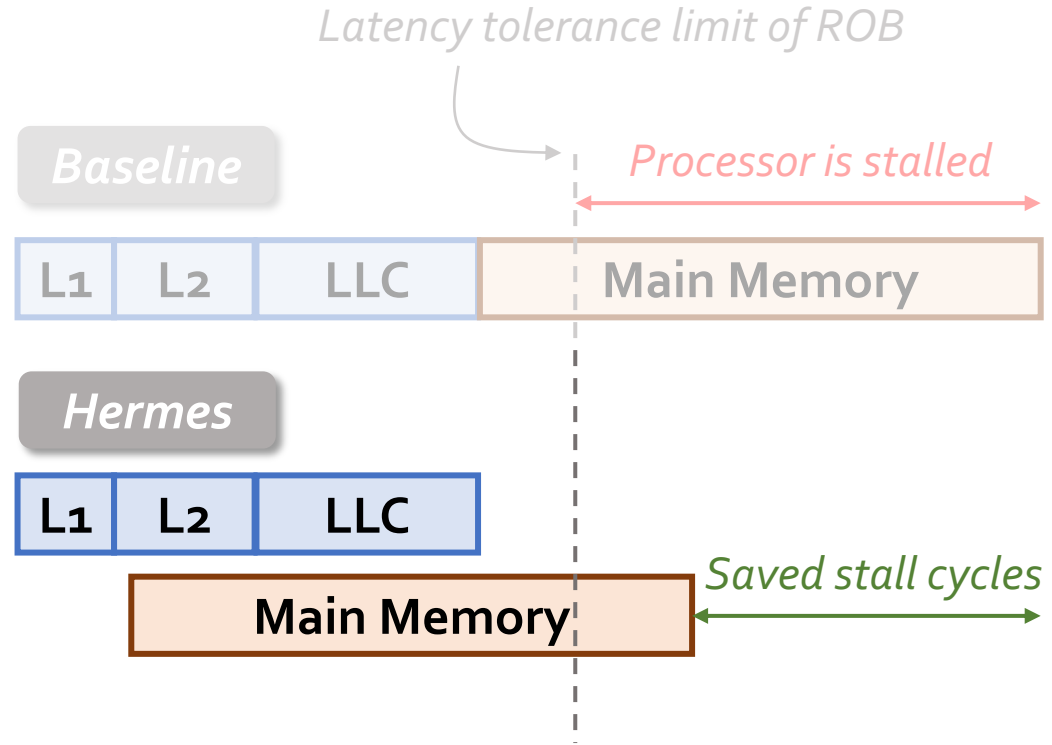 Latency tolerance limit of ROB
Baseline
Processor is stalled
L1 L2 LLC Main Memory
Hermes
L1 L2 LLC
Saved stall cycles
Main Memory